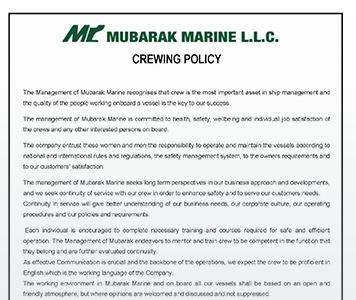 MUBARAK MARINE L.L.C.
CREWING POLICY
The Management of Mubarak Marine recognises that crew is the most important asset in ship management and
the quality of the people working onboard a vessel is the key to our success.
The management of Mubarak Marine is committed to health, safety, wellbeing and individual job satisfaction of
the crews and any other interested persons on board.
The company entrust these women and men the responsibility to operate and maintain the vessels according to
national and international rules and regulations, the safety management system, to the owners requirements and
to our customers' satisfaction.
The management of Mubarak Marine seeks long term perspectives in our business approach and developments,
and we seek continuity of service with our crew in order to enhance safety and to serve our customers needs.
Continuity in service will give better understanding of our business needs, our corporate culture, our operating
procedures and our policies and requirements.
Each individual is encouraged to complete necessary training and courses required for safe and efficient
operation. The Management of Mubarak endeavors to mentor and train crew to be competent in the function that
they belong and are further evaluated continually.
As effective Communication is crucial and the backbone of the operations, we expect the crew to be proficient in
English which is the working language of the Company.
The working environment in Mubarak Marine and on board all our vessels shall be based on an open and
friendly atmosphere, but where opinions are welcomed and discussed and not suppressed.